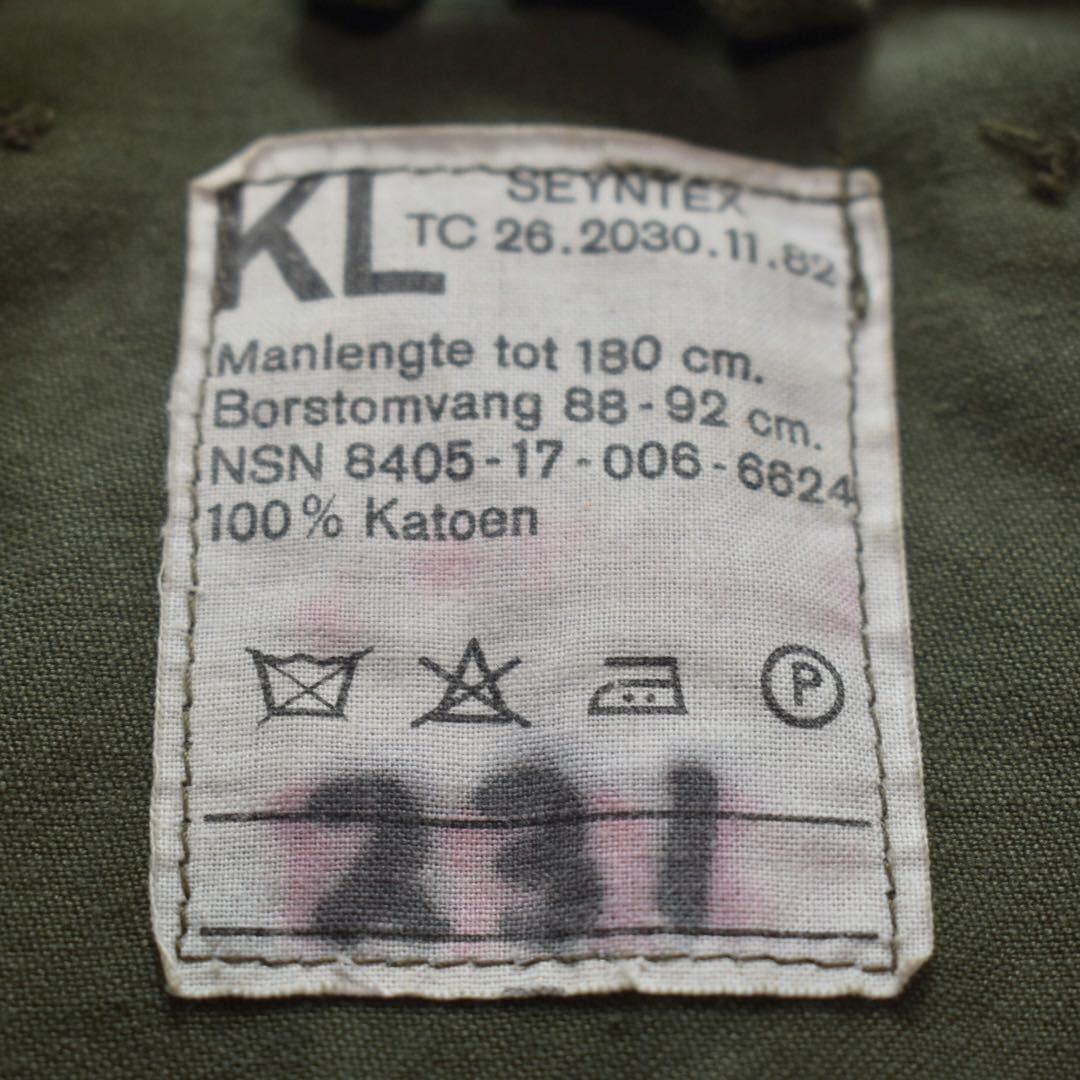 KL SEYNTEX
TC 26.2030.11.82
Manlengte tot 180 cm.
Borstomvang 88-92 cm.
NSN 8405-17-006-6624
100% Katoen
P
231